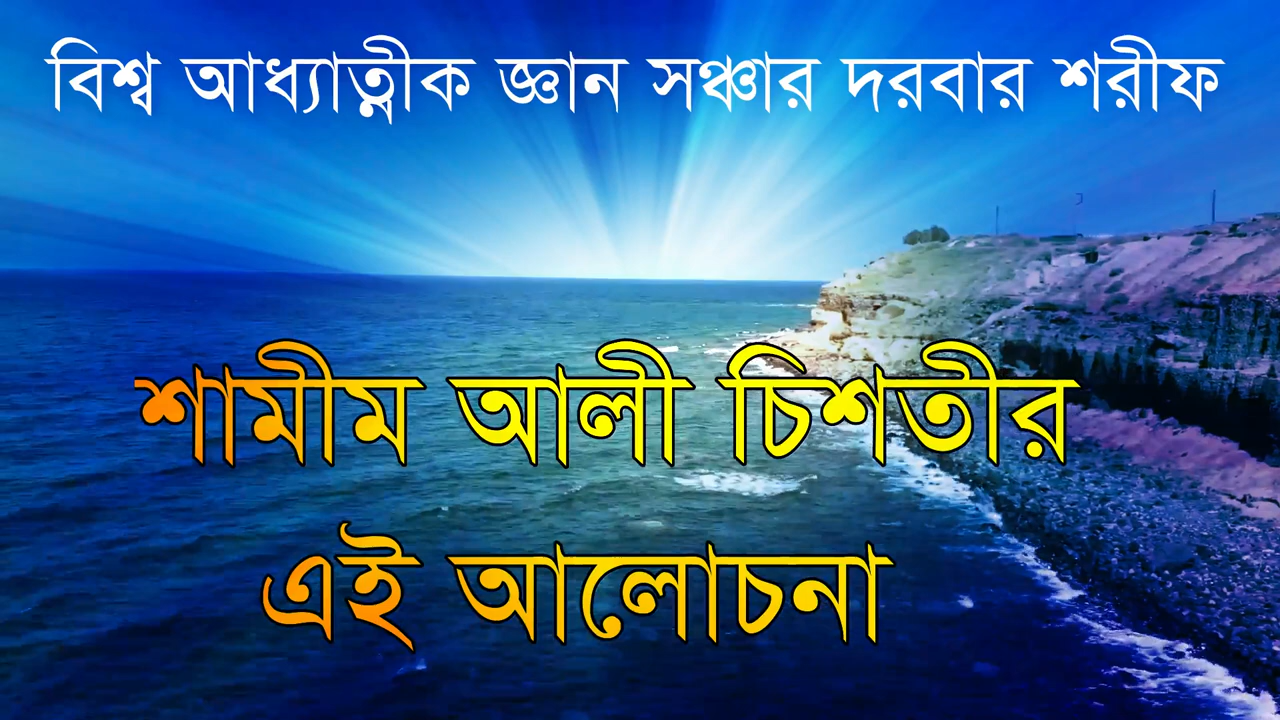 বিশ্ব আধ্যাত্নীক জ্ঞান সঞ্চার দরবার শরীফ
শামীম আলী চিশতীর
এই আলোচনা